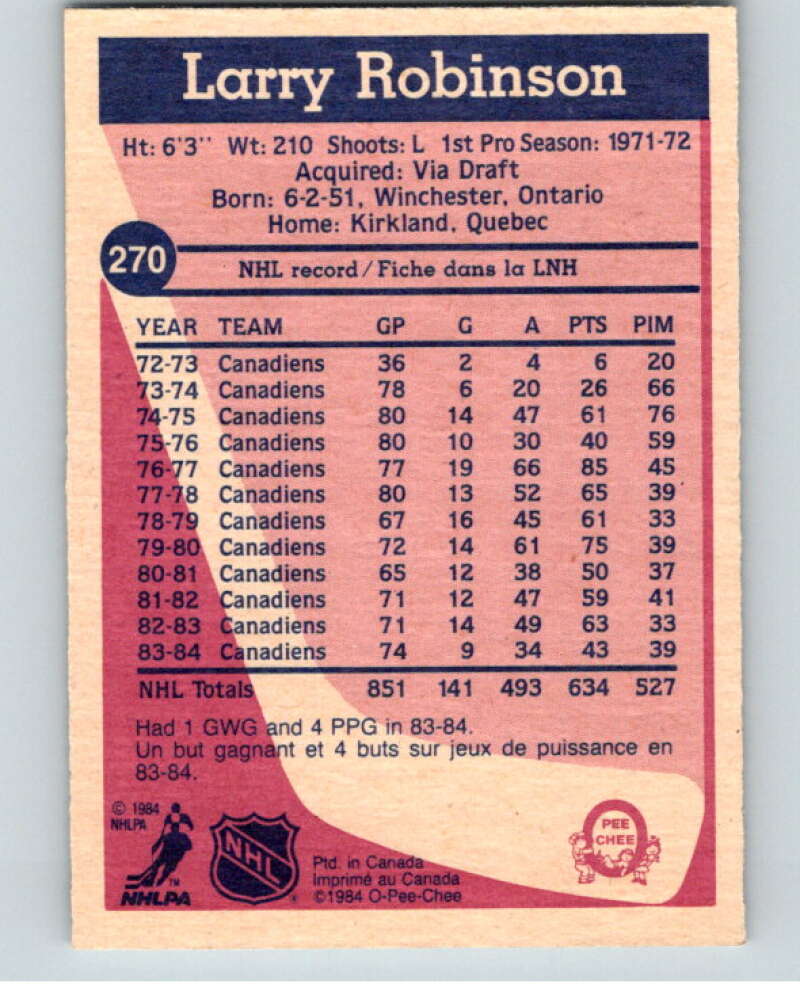 Larry Robinson
Ht: 6'3" Wt: 210 Shoots: L 1st Pro Season: 1971-72
Acquired: Via Draft
Born: 6-2-51, Winchester, Ontario
Home: Kirkland, Quebec
270
NHL record/Fiche dans la LNH
YEAR TEAM GP G A PTS PIM
72-73 Canadiens 36 2 4 6 20
73-74 Canadiens 78 6 20 26 66
74-75 Canadiens 80 14 47 61 76
75-76 Canadiens 80 10 30 40 59
76-77 Canadiens 77 19 66 85 45
77-78 Canadiens 80 13 52 65 39
78-79 Canadiens 67 16 45 61 33
79-80 Canadiens 72 14 61 75 39
80-81 Canadiens 65 12 38 50 37
81-82 Canadiens 71 12 47 59 41
82-83 Canadiens 71 14 49 63 33
83-84 Canadiens 74 9 34 43 39
NHL Totals 851 141 493 634 527
Had 1 GWG and 4 PPG in 83-84.
Un but gagnant et 4 buts sur jeux de puissance en
83-84.
© 1984
NHLPA
TM
NHLPA
NHL
Ptd. in Canada
Imprimé au Canada
©1984 O-Pee-Chee
PEE
CHEE